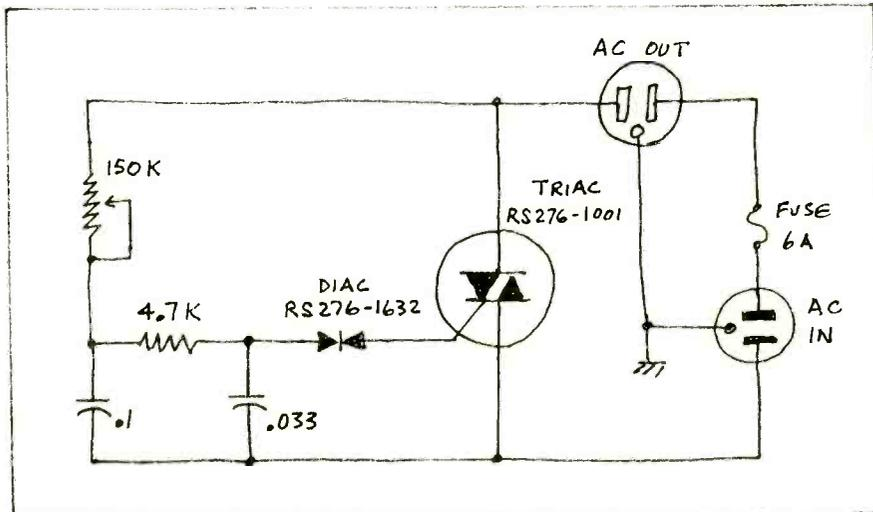 AC OUT
150K
TRIAC
RS276-1001
FUSE
6A
DIAC
RS276-1632
4.7K
AC
IN
.1
.033